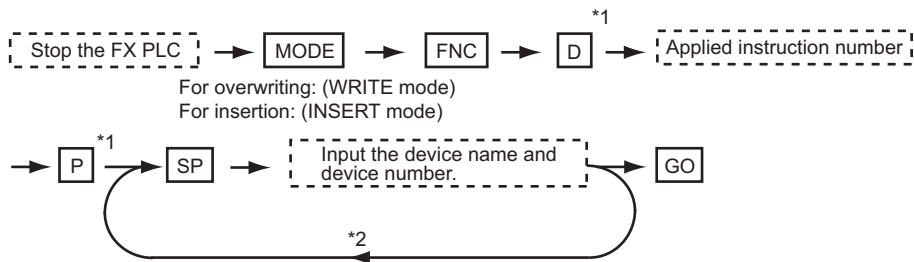 *1
Stop the FX PLC MODE FNC D Applied instruction number
For overwriting: (WRITE mode)
For insertion: (INSERT mode)
P *1 SP Input the device name and
device number. GO
*2